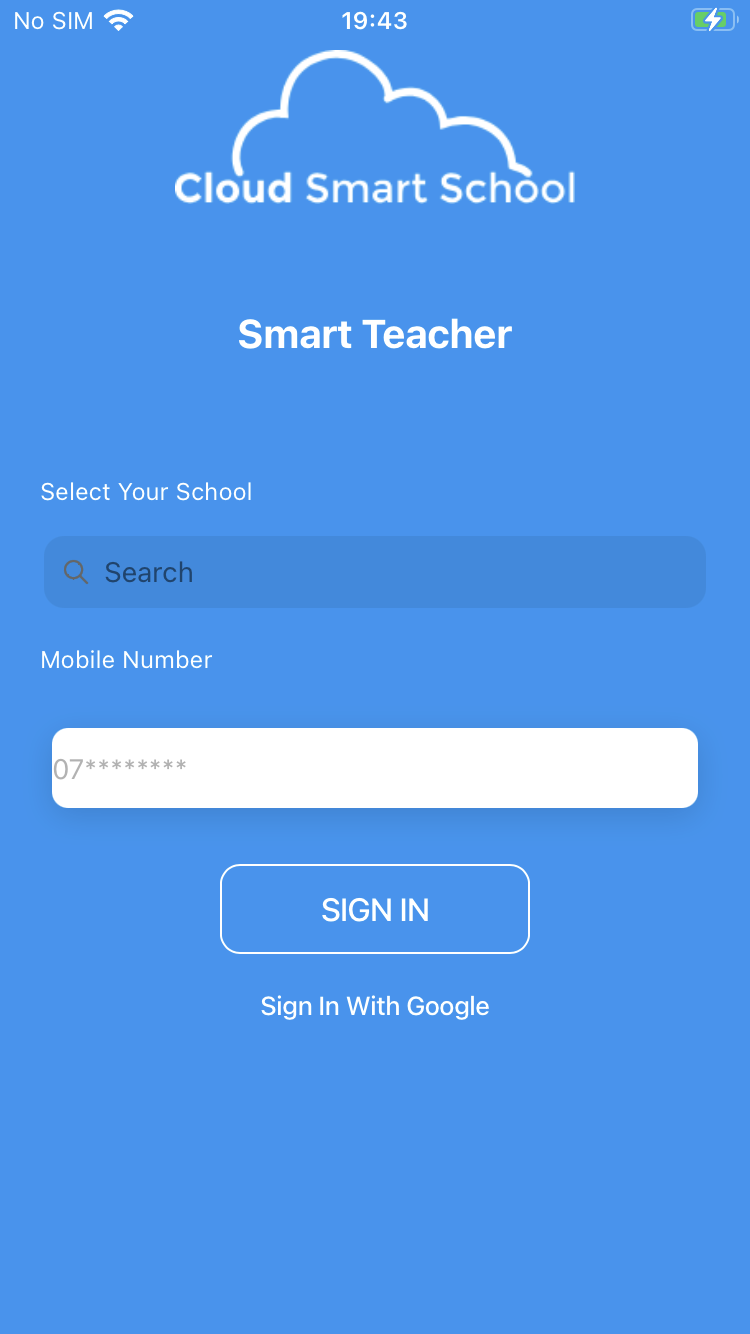 No SIM 19:43
Cloud Smart School
Smart Teacher
Select Your School
Search
Mobile Number
07********
SIGN IN
Sign In With Google